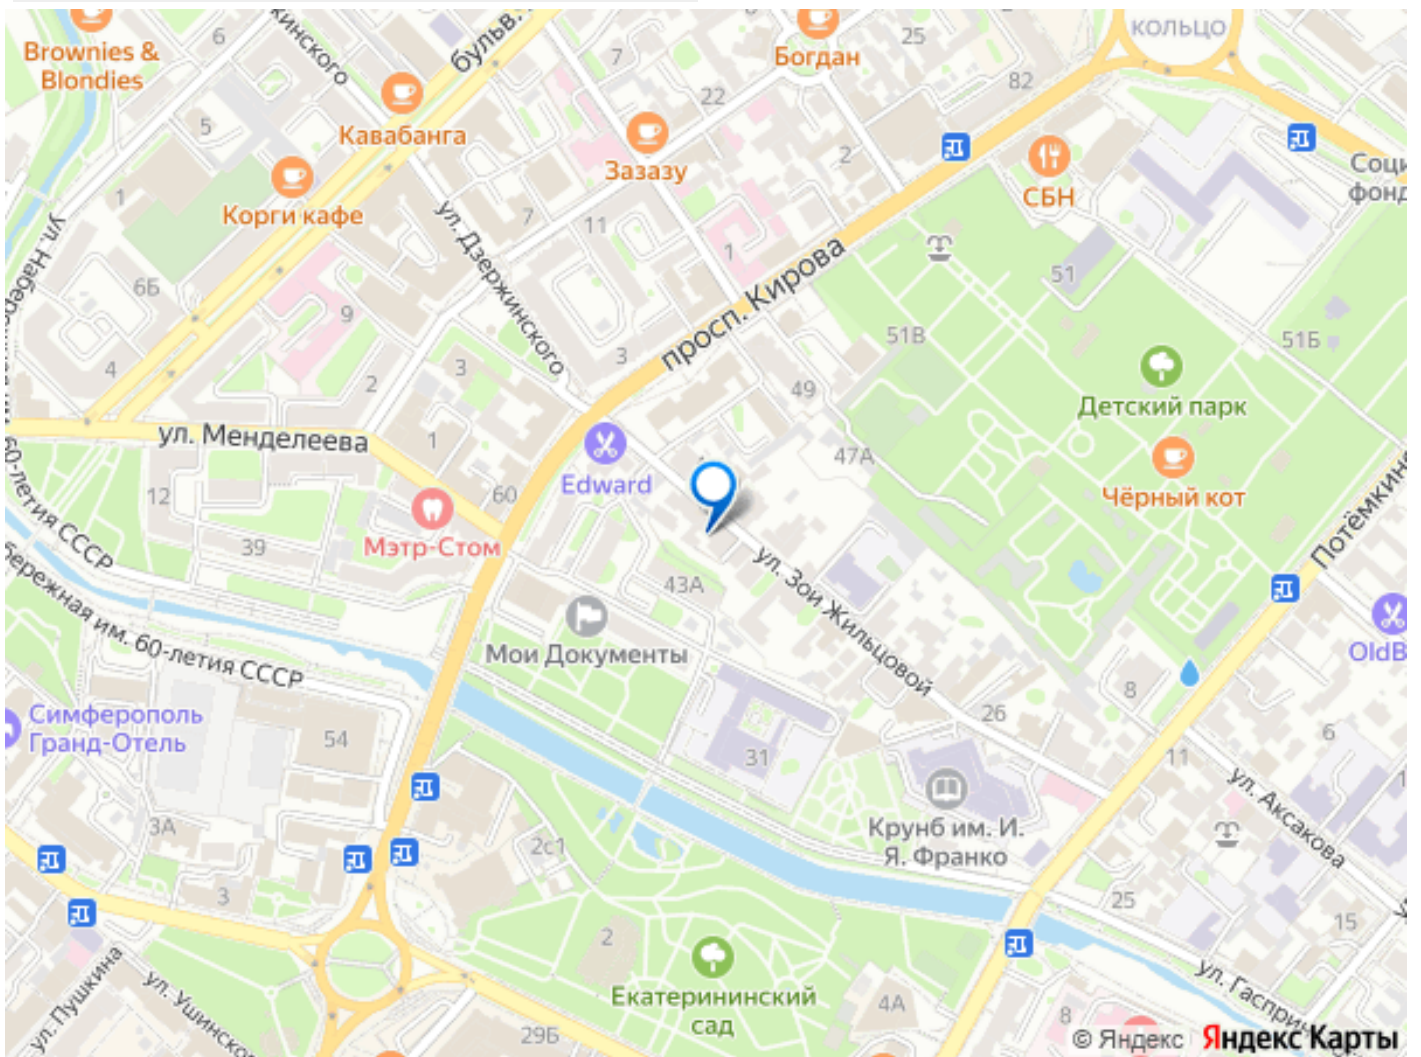 Brownies &
Blondies
6
бульв.
7
Богдан
25
КОЛЬЦО
82
22
Кавабанга
5
Зазазу
2
СБН
1
Корги кафе
7
11
1
ул. Дзержинского
просп. Кирова
51
6Б
9
51В
51Б
4
2
3
3
49
Детский парк
ул. Менделеева
1
Edward
47А
12
60
Чёрный кот
39
Мэтр-Стом
43А
ул. Зои Жильцовой
Мои Документы
8
26
Симферополь
Гранд-Отель
54
31
11
6
ул. Аксакова
3А
2с1
Крунб им. И.
Я. Франко
3
25
15
2
Екатерининский
сад
4А
29Б
8
ул. Пушкина
© Яндекс Яндекс Карты